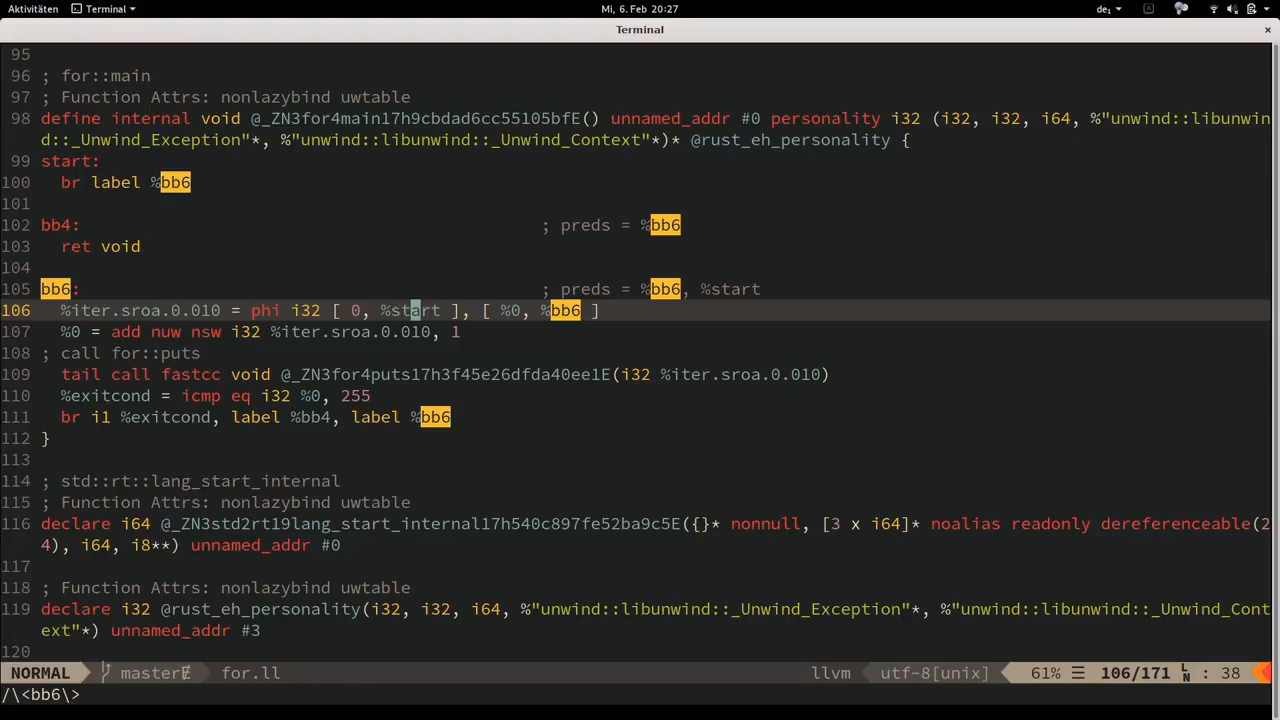 Aktivitäten Terminal Mi, 6. Feb 20:27 de₁
Terminal
95
96 ; for::main
97 ; Function Attrs: nonlazybind uwtable
98 define internal void @_ZN3for4main17h9cbdad6cc55105bfE() unnamed_addr #0 personality i32 (i32, i32, i64, %"unwind::libunwin
d::_Unwind_Exception"*, %"unwind::libunwind::_Unwind_Context"*)* @rust_eh_personality {
99 start:
100 br label %bb6
101
102 bb4: ; preds = %bb6
103 ret void
104
105 bb6: ; preds = %bb6, %start
106 %iter.sroa.0.010 = phi i32 [ 0, %start ], [ %0, %bb6 ]
107 %0 = add nuw nsw i32 %iter.sroa.0.010, 1
108 ; call for::puts
109 tail call fastcc void @_ZN3for4puts17h3f45e26dfda40ee1E(i32 %iter.sroa.0.010)
110 %exitcond = icmp eq i32 %0, 255
111 br i1 %exitcond, label %bb4, label %bb6
112 }
113
114 ; std::rt::lang_start_internal
115 ; Function Attrs: nonlazybind uwtable
116 declare i64 @_ZN3std2rt19lang_start_internal17h540c897fe52ba9c5E({}* nonnull, [3 x i64]* noalias readonly dereferenceable(2
4), i64, i8**) unnamed_addr #0
117
118 ; Function Attrs: nonlazybind uwtable
119 declare i32 @rust_eh_personality(i32, i32, i64, %"unwind::libunwind::_Unwind_Exception"*, %"unwind::libunwind::_Unwind_Cont
ext"*) unnamed_addr #3
120
NORMAL master for.ll llvm utf-8[unix] 61% ☰ 106/171 LN : 38
/\<bb6\>